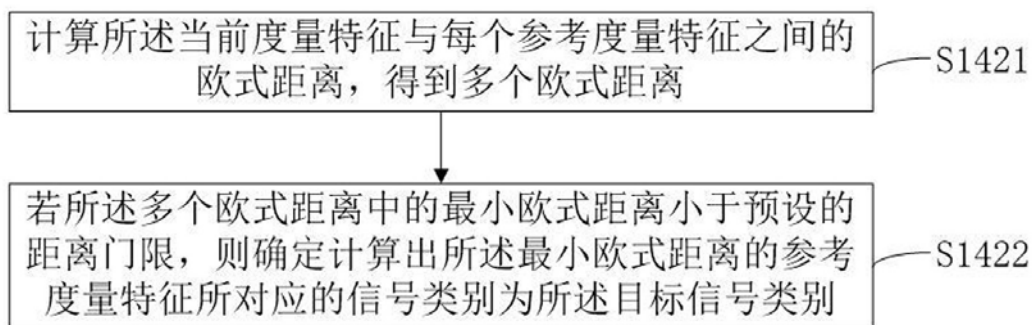 计算所述当前度量特征与每个参考度量特征之间的
欧式距离，得到多个欧式距离
S1421
若所述多个欧式距离中的最小欧式距离小于预设的
距离门限，则确定计算出所述最小欧式距离的参考
度量特征所对应的信号类别为所述目标信号类别
S1422